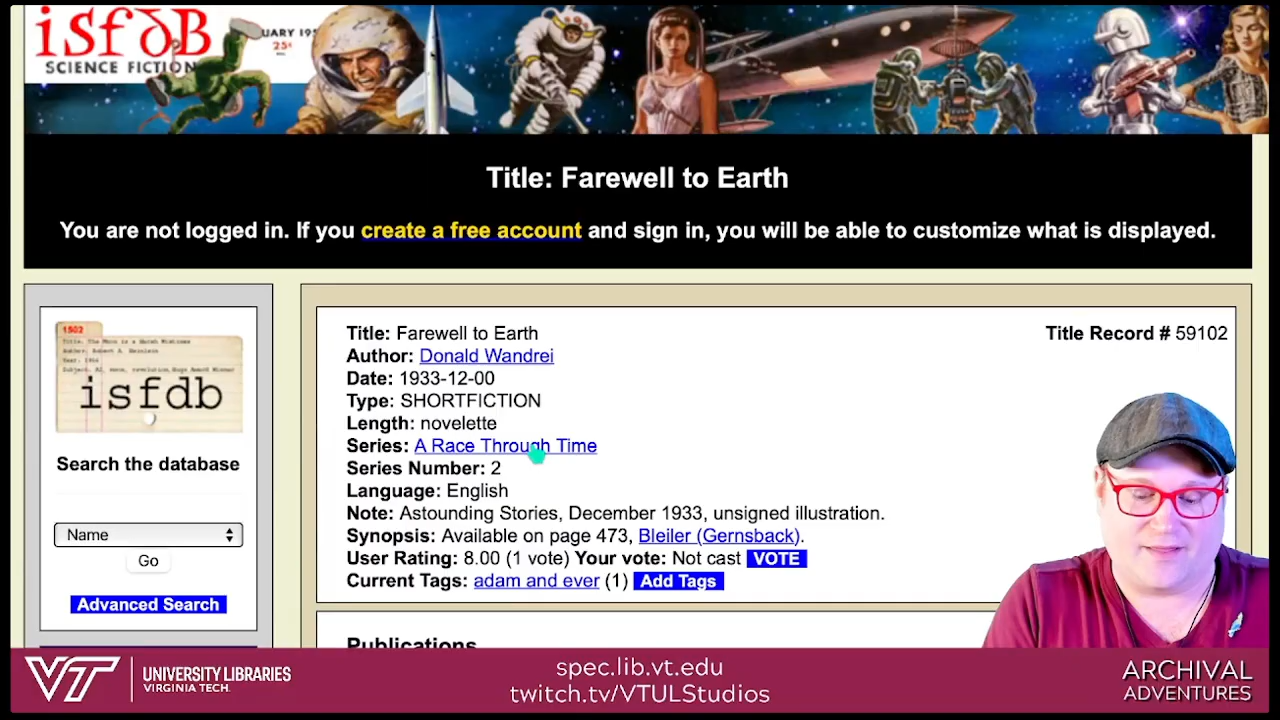 isfdb
SCIENCE FICTION
UARY 195
25¢
Title: Farewell to Earth
You are not logged in. If you create a free account and sign in, you will be able to customize what is displayed.
1502
isfdb
Search the database
Name
Go
Advanced Search
Title: Farewell to Earth
Title Record # 59102
Author: Donald Wandrei
Date: 1933-12-00
Type: SHORTFICTION
Length: novelette
Series: A Race Through Time
Series Number: 2
Language: English
Note: Astounding Stories, December 1933, unsigned illustration.
Synopsis: Available on page 473, Bleiler (Gernsback).
User Rating: 8.00 (1 vote) Your vote: Not cast VOTE
Current Tags: adam and ever (1) Add Tags
Publications
VT UNIVERSITY LIBRARIES
VIRGINIA TECH.
spec.lib.vt.edu
twitch.tv/VTULStudios
ARCHIVAL
ADVENTURES